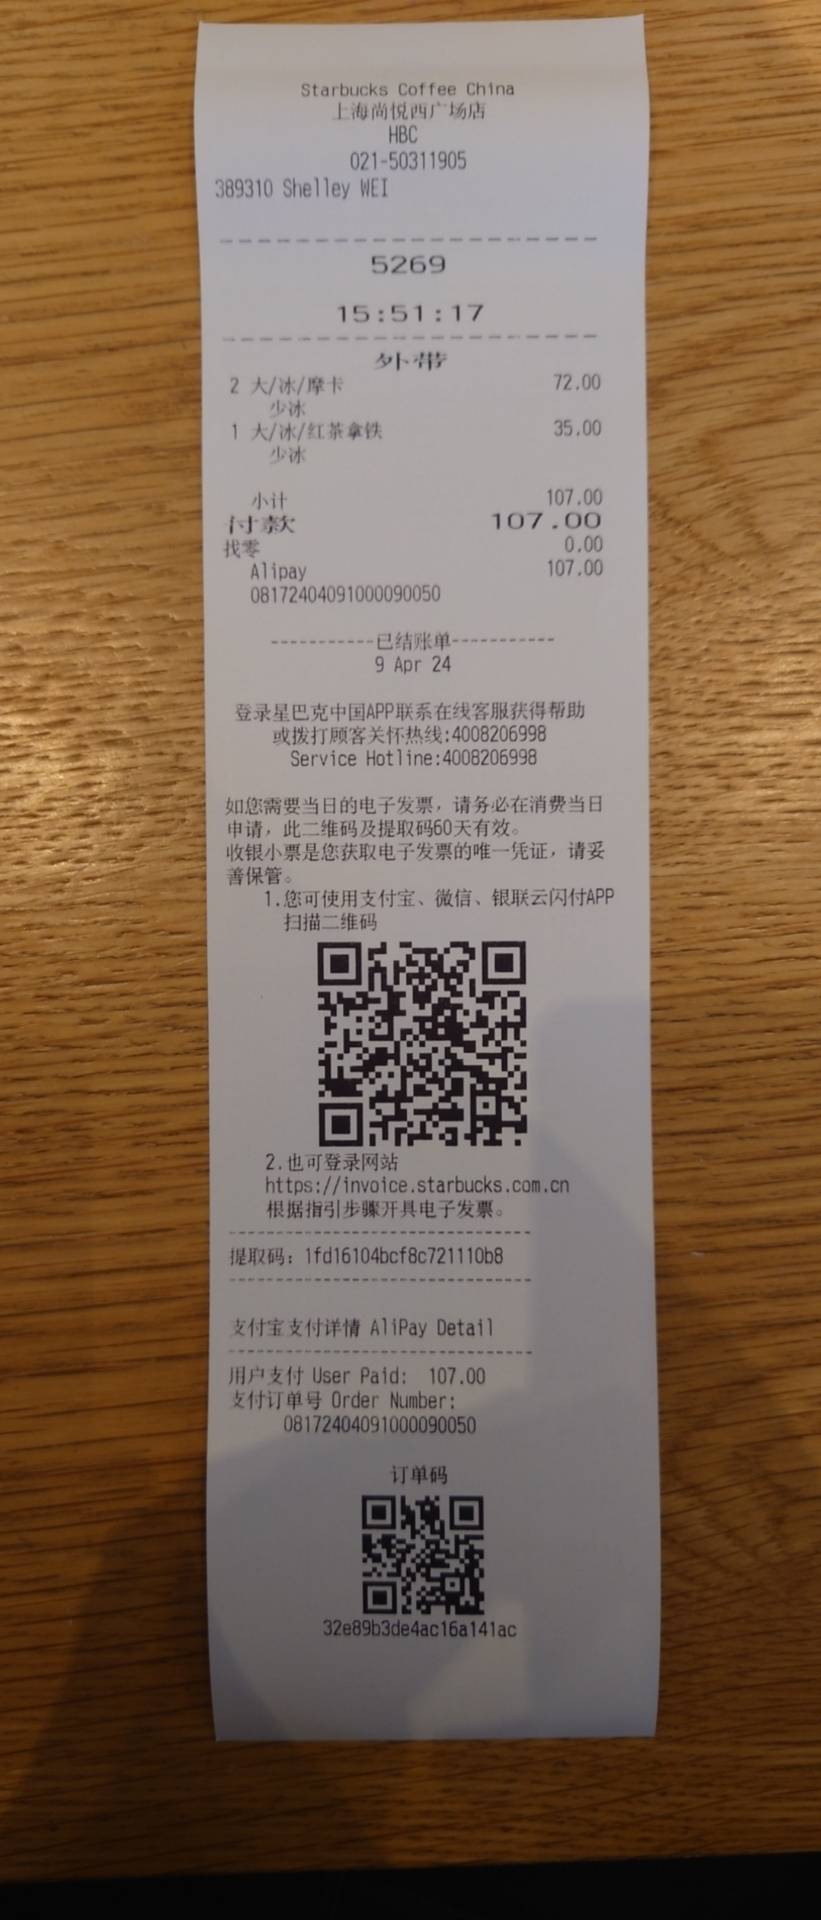 Starbucks Coffee China
上海尚悦西广场店
HBC
021-50311905
389310 Shelley WEI
5269
15:51:17
外带
2 大/冰/摩卡 72.00
少冰
1 大/冰/红茶拿铁 35.00
少冰
小计 107.00
付款 107.00
找零 0.00
Alipay 107.00
08172404091000090050
-----------已结账单-----------
9 Apr 24
登录星巴克中国APP联系在线客服获得帮助
或拨打顾客关怀热线:4008206998
Service Hotline:4008206998
如您需要当日的电子发票，请务必在消费当日
申请，此二维码及提取码60天有效。
收银小票是您获取电子发票的唯一凭证，请妥
善保管。
1.您可使用支付宝、微信、银联云闪付APP
扫描二维码
2.也可登录网站
https://invoice.starbucks.com.cn
根据指引步骤开具电子发票。
提取码：1fd16104bcf8c721110b8
支付宝支付详情 AliPay Detail
用户支付 User Paid: 107.00
支付订单号 Order Number:
08172404091000090050
订单码
32e89b3de4ac16a141ac